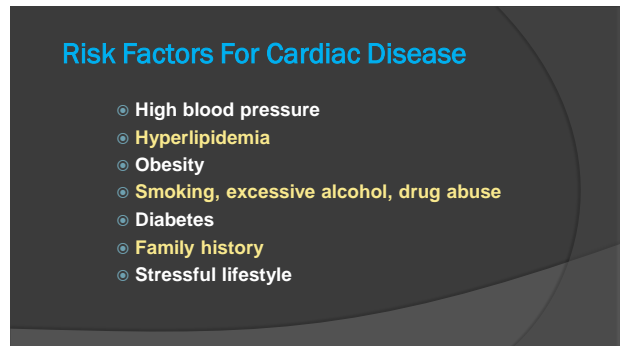 Risk Factors For Cardiac Disease
High blood pressure
Hyperlipidemia
Obesity
Smoking, excessive alcohol, drug abuse
Diabetes
Family history
Stressful lifestyle